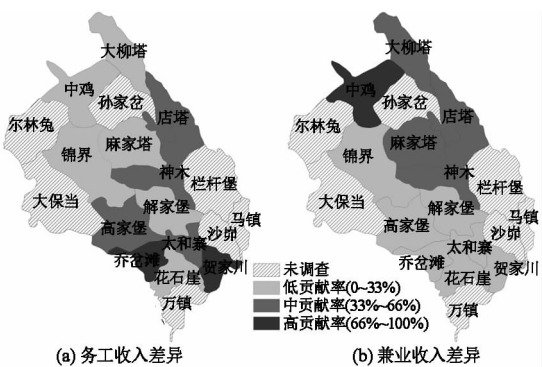 大柳塔
中鸡
孙家岔
尔林兔
店塔
锦界
麻家塔
神木
栏杆堡
大保当
解家堡
马镇
高家堡
沙峁
太和寨
乔岔滩
贺家川
花石崖
万镇
大柳塔
中鸡
孙家岔
尔林兔
店塔
锦界
麻家塔
神木
栏杆堡
大保当
解家堡
马镇
高家堡
沙峁
太和寨
乔岔滩
贺家川
花石崖
万镇
未调查
低贡献率(0~33%)
中贡献率(33%~66%)
高贡献率(66%~100%)
(a) 务工收入差异
(b) 兼业收入差异